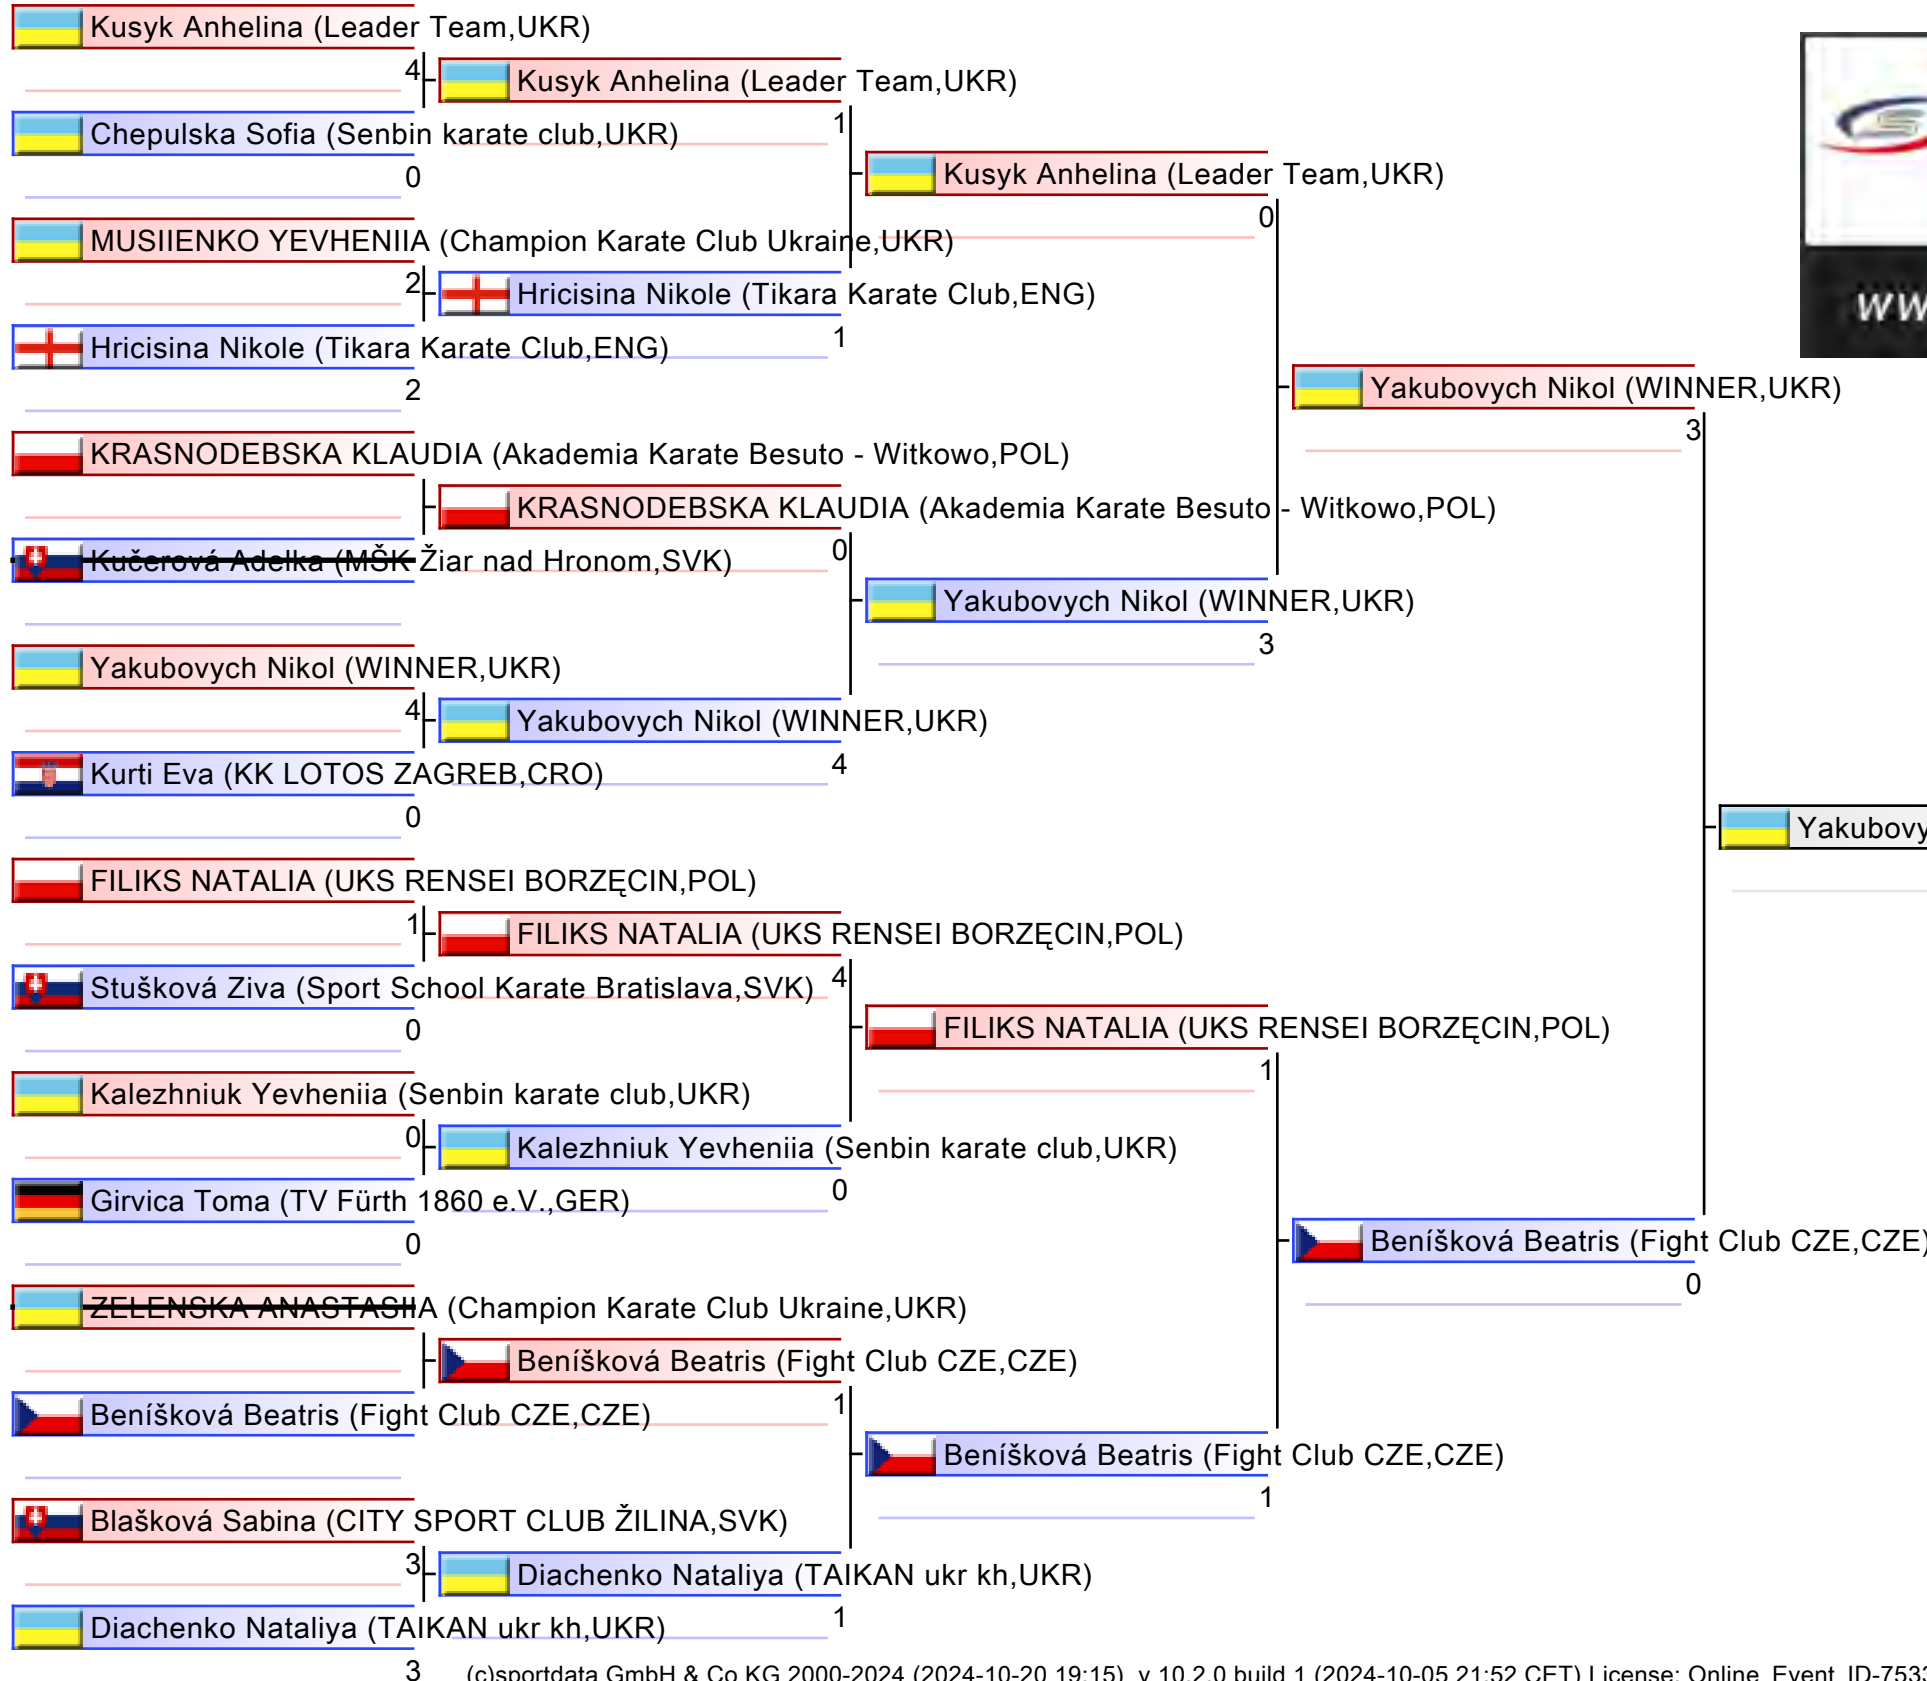 Kusyk Anhelina (Leader Team,UKR)
4
Kusyk Anhelina (Leader Team,UKR)
Chepulska Sofia (Senbin karate club,UKR)
1
0
Kusyk Anhelina (Leader Team,UKR)
0
MUSIIENKO YEVHENIIA (Champion Karate Club Ukraine,UKR)
2
Hricisina Nikole (Tikara Karate Club,ENG)
Hricisina Nikole (Tikara Karate Club,ENG)
1
2
Yakubovych Nikol (WINNER,UKR)
3
KRASNODEBSKA KLAUDIA (Akademia Karate Besuto - Witkowo,POL)
KRASNODEBSKA KLAUDIA (Akademia Karate Besuto - Witkowo,POL)
0
Kučerová Adelka (MŠK Žiar nad Hronom,SVK)
Yakubovych Nikol (WINNER,UKR)
3
Yakubovych Nikol (WINNER,UKR)
4
Yakubovych Nikol (WINNER,UKR)
Kurti Eva (KK LOTOS ZAGREB,CRO)
4
0
Yakubovy
FILIKS NATALIA (UKS RENSEI BORZĘCIN,POL)
1
FILIKS NATALIA (UKS RENSEI BORZĘCIN,POL)
Stušková Ziva (Sport School Karate Bratislava,SVK)
4
0
FILIKS NATALIA (UKS RENSEI BORZĘCIN,POL)
1
Kalezhniuk Yevheniia (Senbin karate club,UKR)
0
Kalezhniuk Yevheniia (Senbin karate club,UKR)
Girvica Toma (TV Fürth 1860 e.V.,GER)
0
0
Beníšková Beatris (Fight Club CZE,CZE)
0
ZELENSKA ANASTASIIA (Champion Karate Club Ukraine,UKR)
Beníšková Beatris (Fight Club CZE,CZE)
1
Beníšková Beatris (Fight Club CZE,CZE)
Beníšková Beatris (Fight Club CZE,CZE)
1
Blašková Sabina (CITY SPORT CLUB ŽILINA,SVK)
3
Diachenko Nataliya (TAIKAN ukr kh,UKR)
1
Diachenko Nataliya (TAIKAN ukr kh,UKR)
3
(c)sportdata GmbH & Co KG 2000-2024 (2024-10-20 19:15) v 10.2.0 build 1 (2024-10-05 21:52 CET) License: Online Event ID-7533
ww